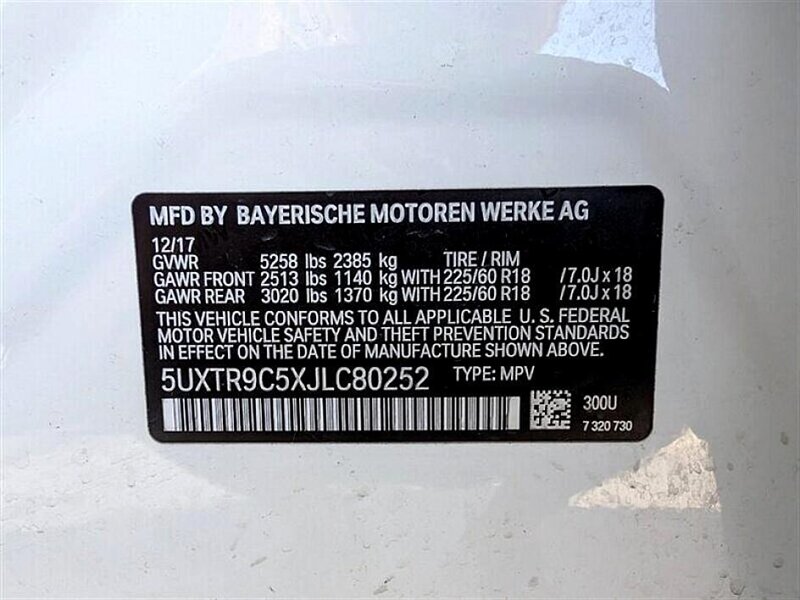 MFD BY BAYERISCHE MOTOREN WERKE AG
12/17
GVWR 5258 lbs 2385 kg TIRE / RIM
GAWR FRONT 2513 lbs 1140 kg WITH 225/60 R18 /7.0J x 18
GAWR REAR 3020 lbs 1370 kg WITH 225/60 R18 /7.0J x 18
THIS VEHICLE CONFORMS TO ALL APPLICABLE U. S. FEDERAL
MOTOR VEHICLE SAFETY AND THEFT PREVENTION STANDARDS
IN EFFECT ON THE DATE OF MANUFACTURE SHOWN ABOVE.
5UXTR9C5XJLC80252 TYPE: MPV
300U
7 320 730